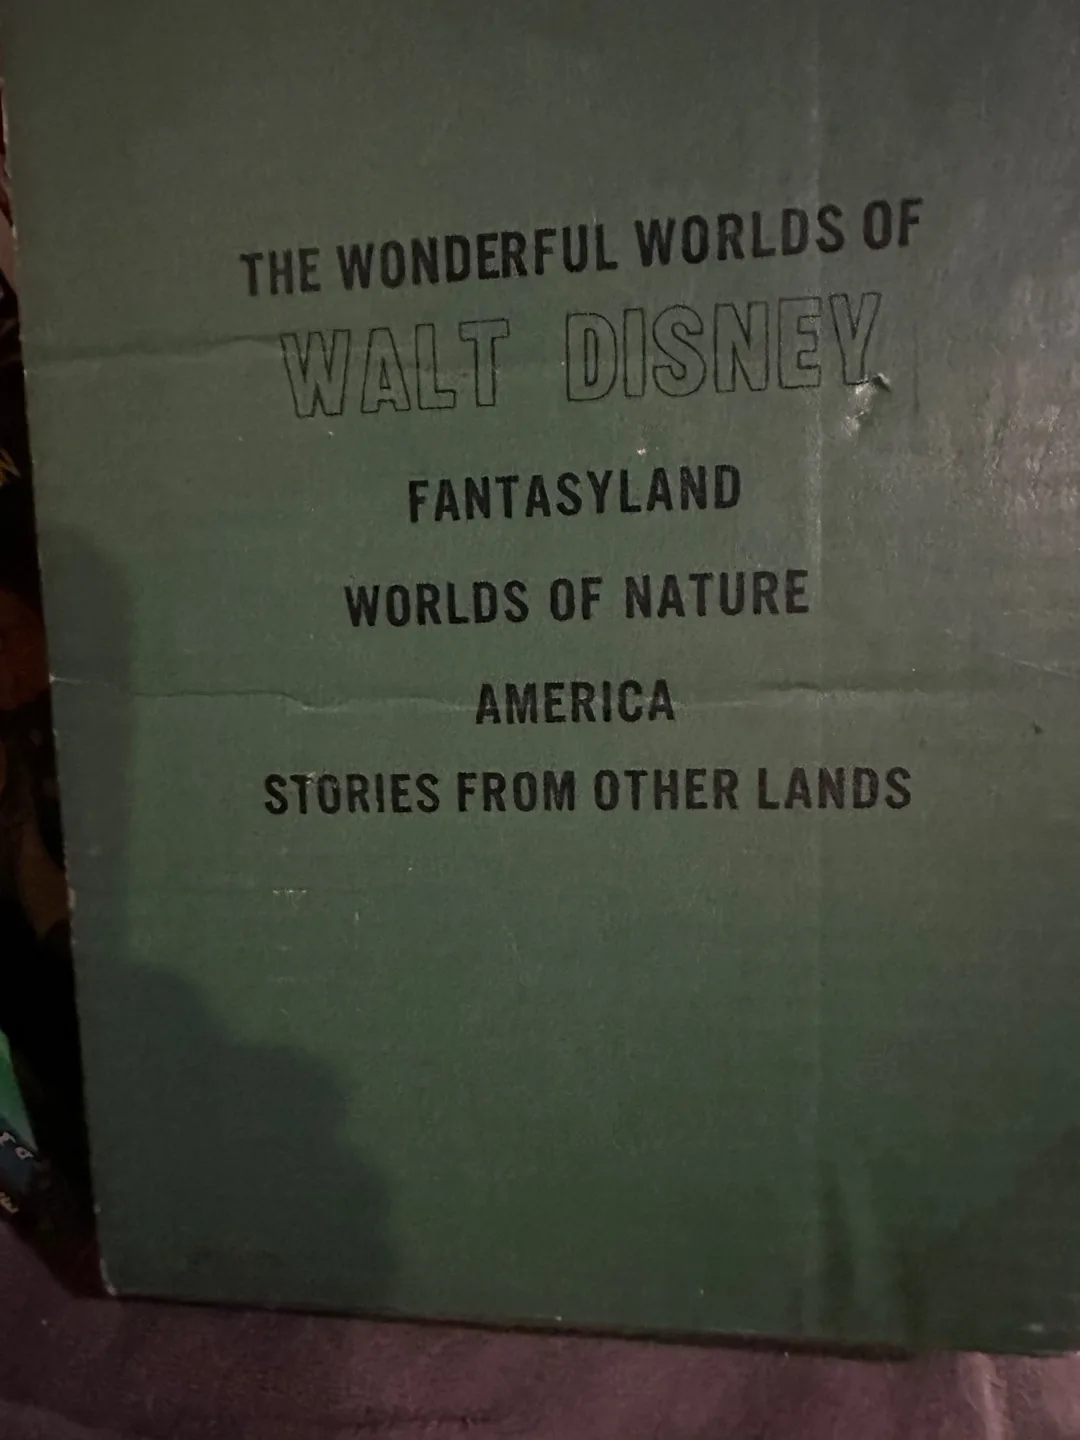 THE WONDERFUL WORLDS OF
WALT DISNEY
FANTASYLAND
WORLDS OF NATURE
AMERICA
STORIES FROM OTHER LANDS